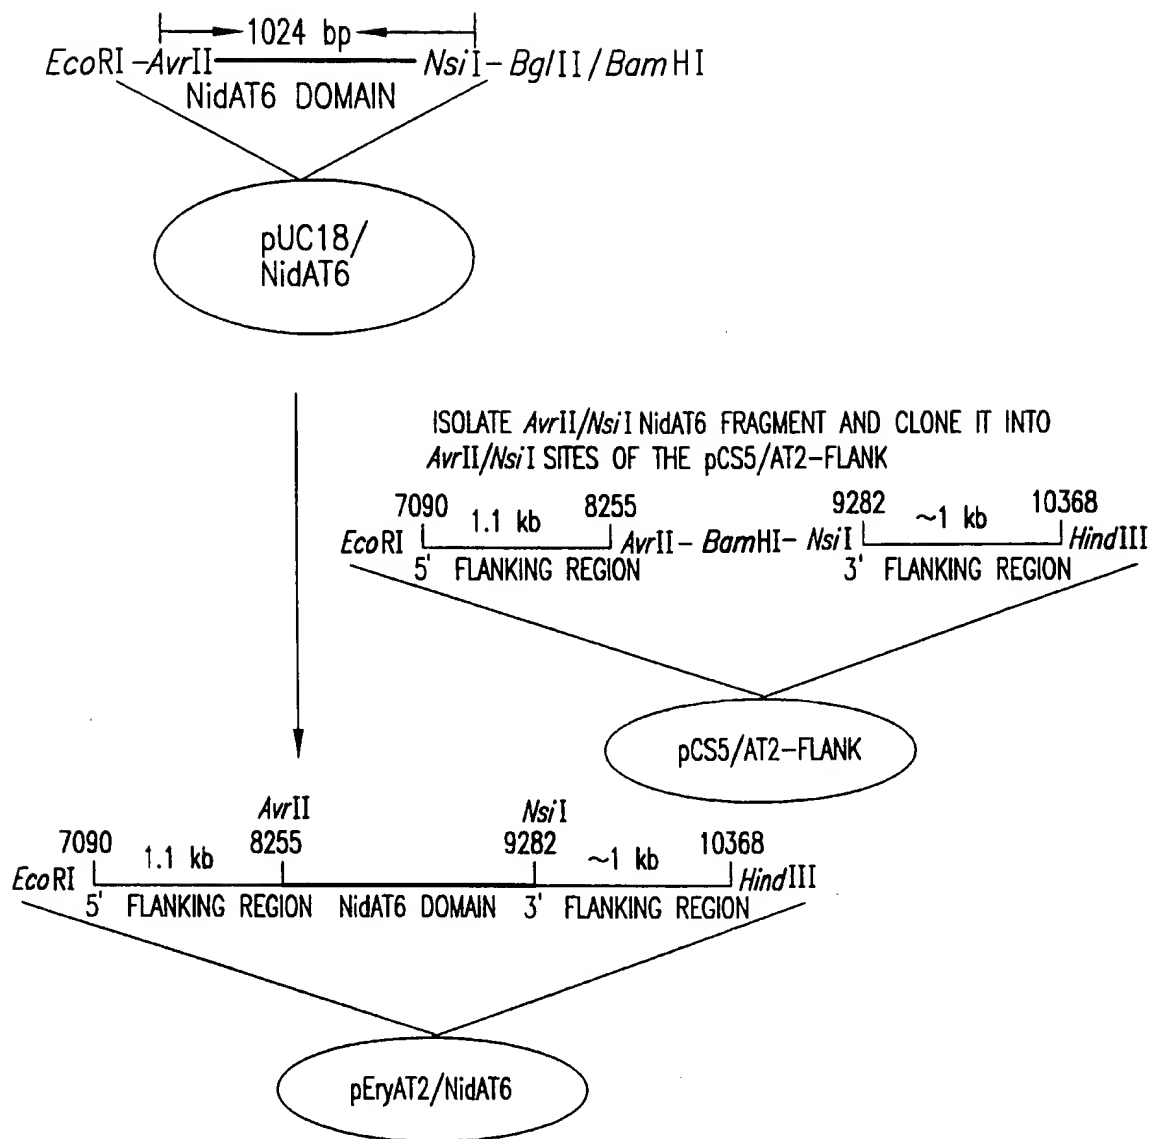 1024 bp
EcoRI-AvrII NsiI-BglII/BamHI
NidAT6 DOMAIN
pUC18/
NidAT6
ISOLATE AvrII/NsiI NidAT6 FRAGMENT AND CLONE IT INTO
AvrII/NsiI SITES OF THE pCS5/AT2-FLANK
7090 1.1 kb 8255 9282 ~1 kb 10368
EcoRI AvrII-BamHI-NsiI HindIII
5' FLANKING REGION 3' FLANKING REGION
pCS5/AT2-FLANK
AvrII NsiI
7090 1.1 kb 8255 9282 ~1 kb 10368
EcoRI HindIII
5' FLANKING REGION NidAT6 DOMAIN 3' FLANKING REGION
pEryAT2/NidAT6